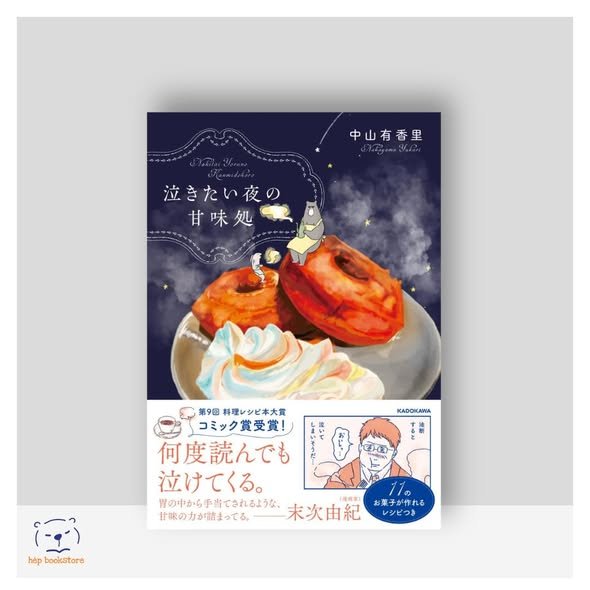 中山有香里
Nakayama Yukari
Nakitai Yoruno
Kanmidokoro
泣きたい夜の
甘味処
第9回 料理レシピ本大賞
コミック賞受賞!
何度読んでも
泣けてくる。
胃の中から手当てされるような、
甘味の力が詰まってる。——
(漫画家)
末次由紀
KADOKAWA
油断
すると
泣いて
しまいそうだ…
おいしい…
11の
お菓子が作れる
レシピつき
hép bookstore